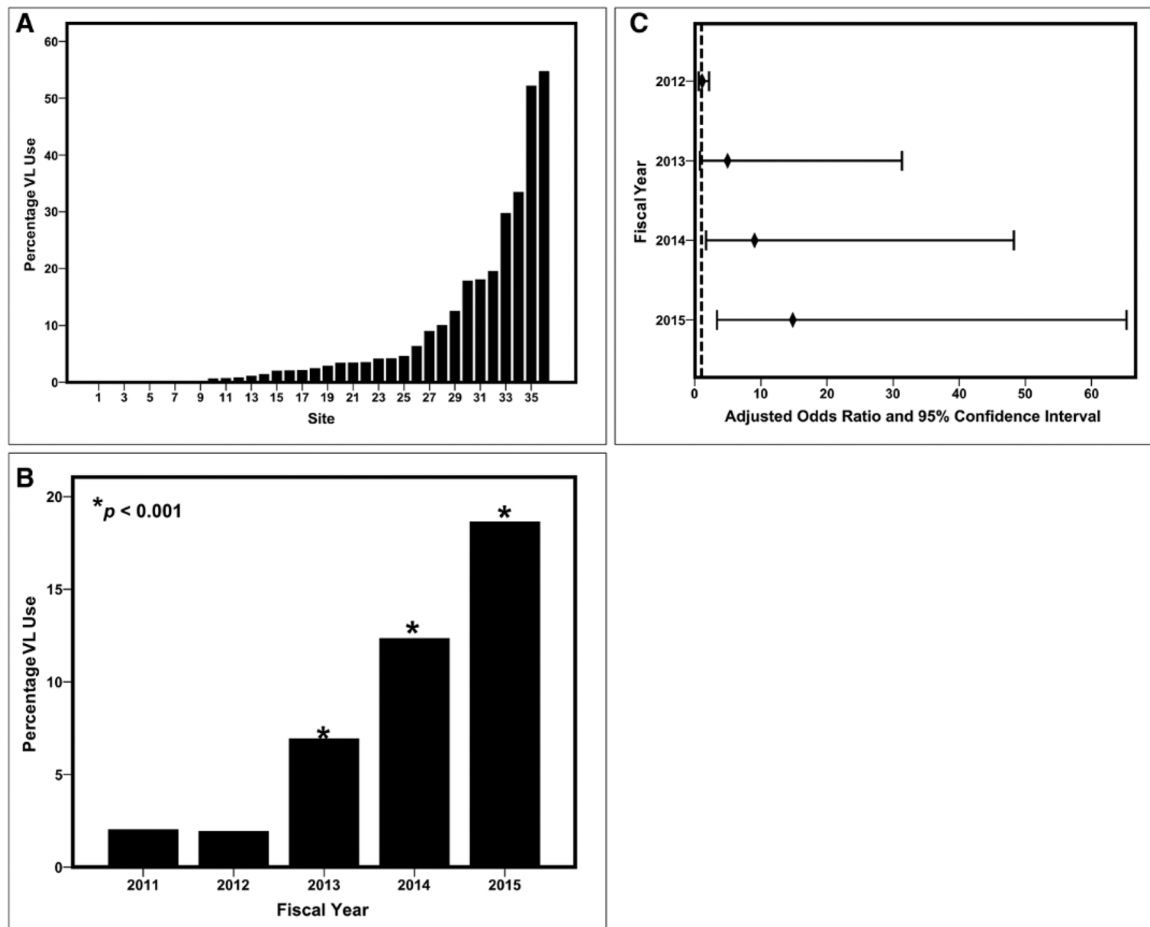 A
60
50
40
30
20
10
0
Percentage VL Use
1 3 5 7 9 11 13 15 17 19 21 23 25 27 29 31 33 35
Site
C
2012
2013
2014
2015
Fiscal Year
0 10 20 30 40 50 60
Adjusted Odds Ratio and 95% Confidence Interval
B
*p < 0.001
20
15
10
5
0
Percentage VL Use
* * *
2011 2012 2013 2014 2015
Fiscal Year